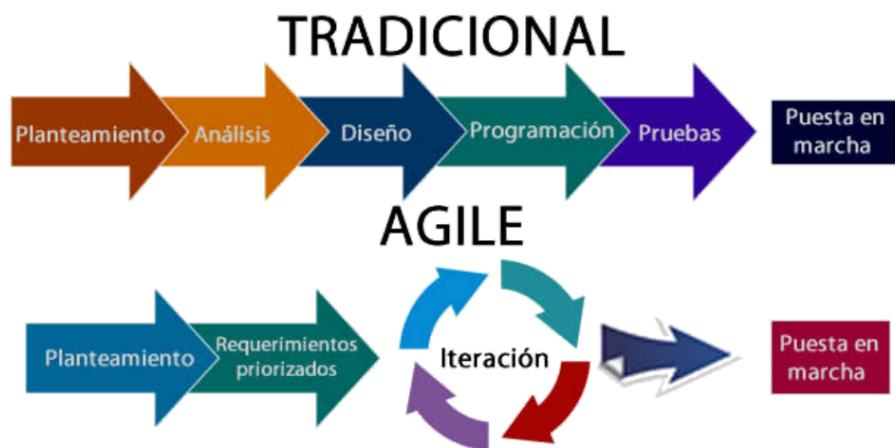 TRADICIONAL
Planteamiento
Análisis
Diseño
Programación
Pruebas
Puesta en
marcha
AGILE
Planteamiento
Requerimientos
priorizados
Iteración
Puesta en
marcha